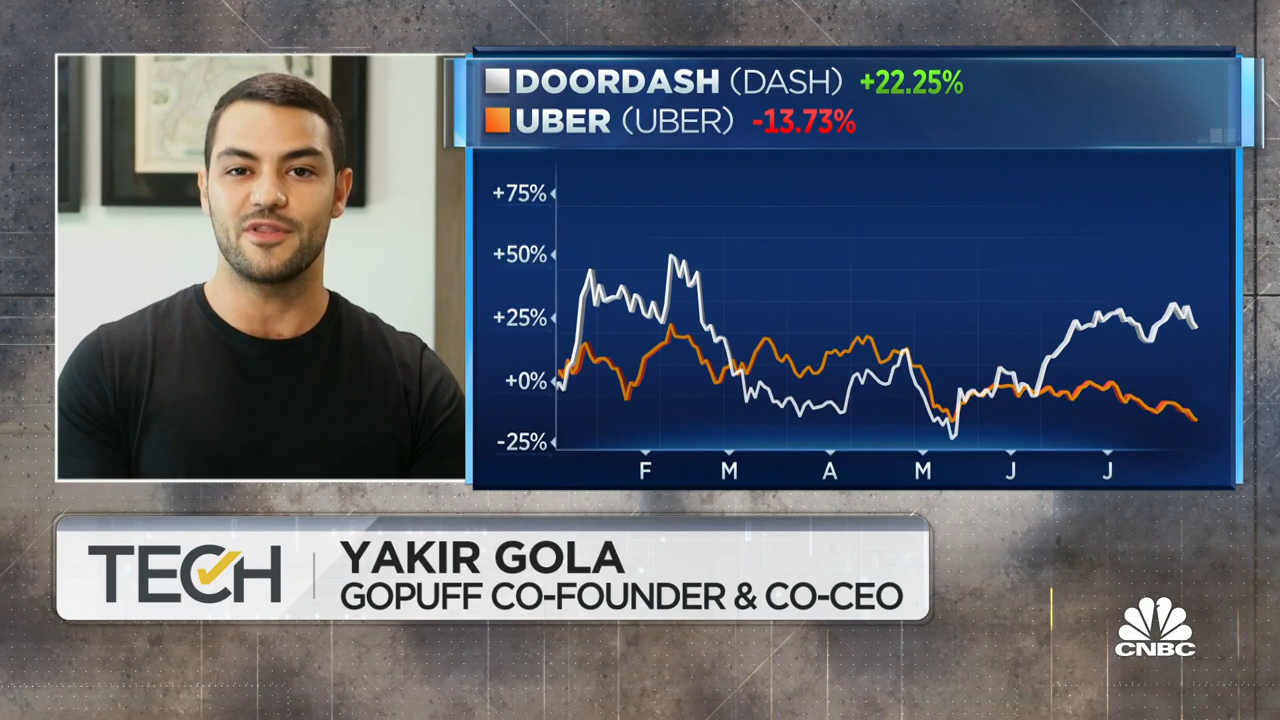 DOORDASH (DASH) +22.25%
UBER (UBER) -13.73%
+75%
+50%
+25%
+0%
-25%
F M A M J J
TECH
YAKIR GOLA
GOPUFF CO-FOUNDER & CO-CEO
CNBC